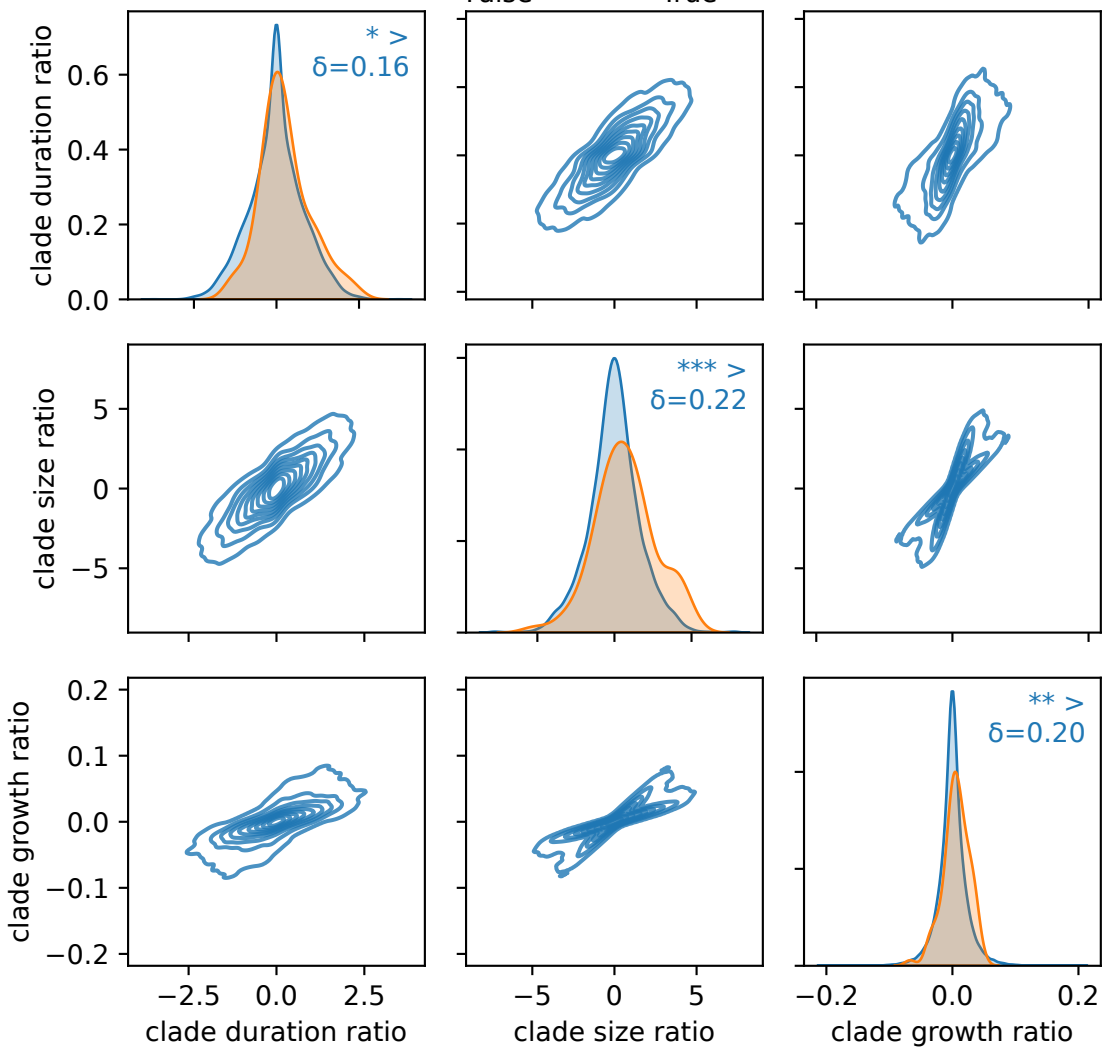 clade duration ratio
0.6
0.4
0.2
0.0
* >
δ=0.16
clade size ratio
5
0
−5
*** >
δ=0.22
clade growth ratio
0.2
0.1
0.0
−0.1
−0.2
** >
δ=0.20
−2.5 0.0 2.5
−5 0 5
−0.2 0.0 0.2
clade duration ratio
clade size ratio
clade growth ratio